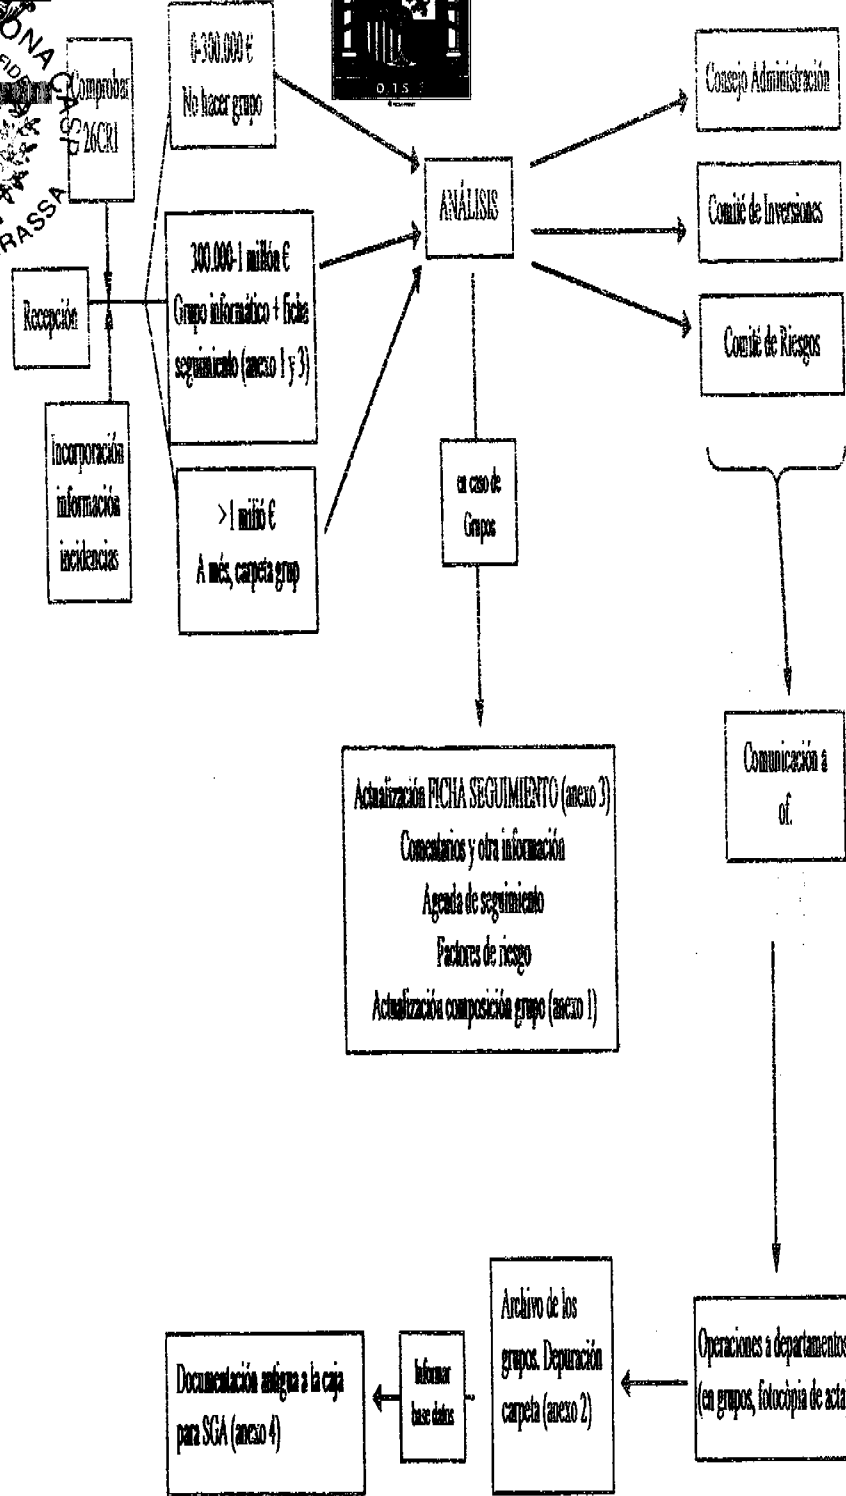 Comprobar
26CR1
0-300.000 €
No hacer grupo
0,15
Recepción
300.000-1 millón €
Grupo informático + ficha
seguimiento (anexo 1 y 3)
Incorporación
información
incidencias
>1 milió €
A més, carpeta grup
ANÁLISIS
Consejo Administración
Comité de Inversiones
Comité de Riesgos
en caso de
Grupos
Actualización FICHA SEGUIMIENTO (anexo 3)
Comentarios y otra información
Agenda de seguimiento
Factores de riesgo
Actualización composición grupo (anexo 1)
Comunicación a
of.
Operaciones a departamentos
(en grupos, fotocòpia de acta)
Archivo de los
grupos. Depuración
carpeta (anexo 2)
Informar
base datos
Documentación antigua a la caja
para SGA (anexo 4)